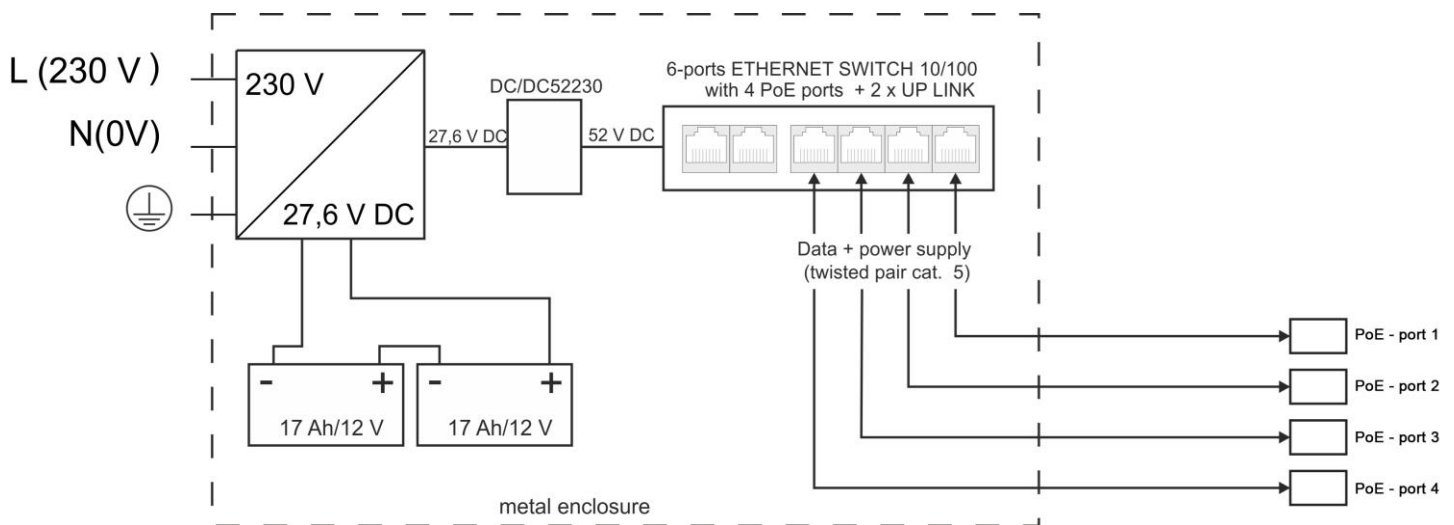 L (230 V )
N(0V)
230 V
27,6 V DC
27,6 V DC
DC/DC52230
52 V DC
6-ports ETHERNET SWITCH 10/100
with 4 PoE ports + 2 x UP LINK
Data + power supply
(twisted pair cat. 5)
- +
17 Ah/12 V
- +
17 Ah/12 V
PoE - port 1
PoE - port 2
PoE - port 3
PoE - port 4
metal enclosure